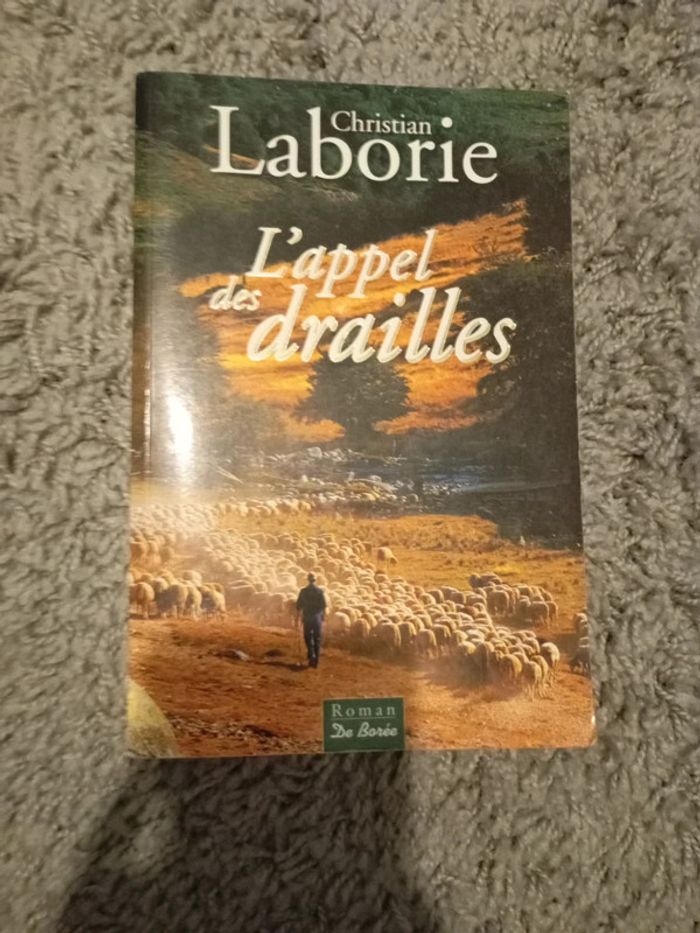 Christian
Laborie
L'appel
des drailles
Roman
De Borée